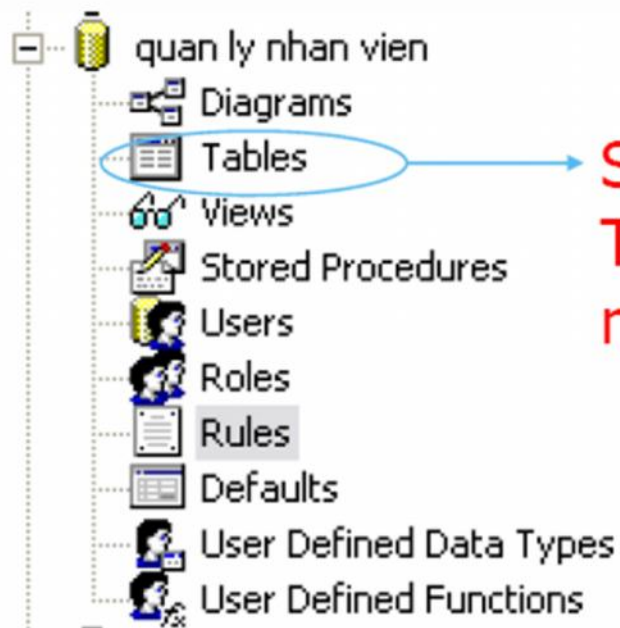 quan ly nhan vien
Diagrams
Tables
Views
Stored Procedures
Users
Roles
Rules
Defaults
User Defined Data Types
User Defined Functions